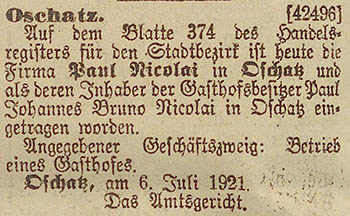 Oschatz. [42496]
Auf dem Blatte 374 des Handels-
registers für den Stadtbezirk ist heute die
Firma Paul Nicolai in Oschatz und
als deren Inhaber der Gasthofsbesitzer Paul
Johannes Bruno Nicolai in Oschatz ein-
getragen worden.
Angegebener Geschäftszweig: Betrieb
eines Gasthofes.
Oschatz, am 6. Juli 1921.
Das Amtsgericht.